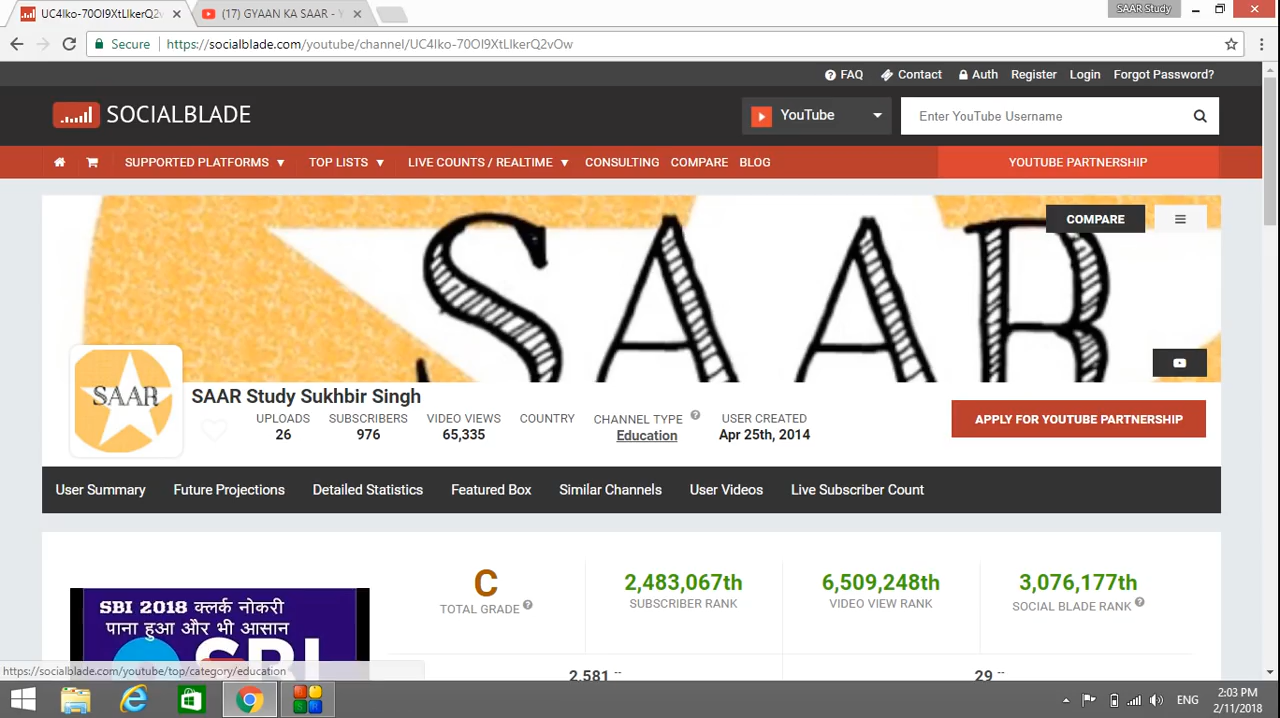 UC4Iko-70OI9XtLIkerQ2v
(17) GYAAN KA SAAR - Y
SAAR Study
Secure
https://socialblade.com/youtube/channel/UC4Iko-70OI9XtLIkerQ2vOw
FAQ Contact Auth Register Login Forgot Password?
SOCIALBLADE
YouTube
Enter YouTube Username
SUPPORTED PLATFORMS ▼ TOP LISTS ▼ LIVE COUNTS / REALTIME ▼ CONSULTING COMPARE BLOG YOUTUBE PARTNERSHIP
SAAR
COMPARE
SAAR
SAAR Study Sukhbir Singh
UPLOADS SUBSCRIBERS VIDEO VIEWS COUNTRY CHANNEL TYPE ? USER CREATED
26 976 65,335 Education Apr 25th, 2014
APPLY FOR YOUTUBE PARTNERSHIP
User Summary Future Projections Detailed Statistics Featured Box Similar Channels User Videos Live Subscriber Count
C 2,483,067th 6,509,248th 3,076,177th
TOTAL GRADE ? SUBSCRIBER RANK VIDEO VIEW RANK SOCIAL BLADE RANK ?
SBI 2018 क्लर्क नोकरी
पाना हुआ और भी आसान
SBI
2,581 -- 29 --
https://socialblade.com/youtube/top/category/education
ENG
2:03 PM
2/11/2018